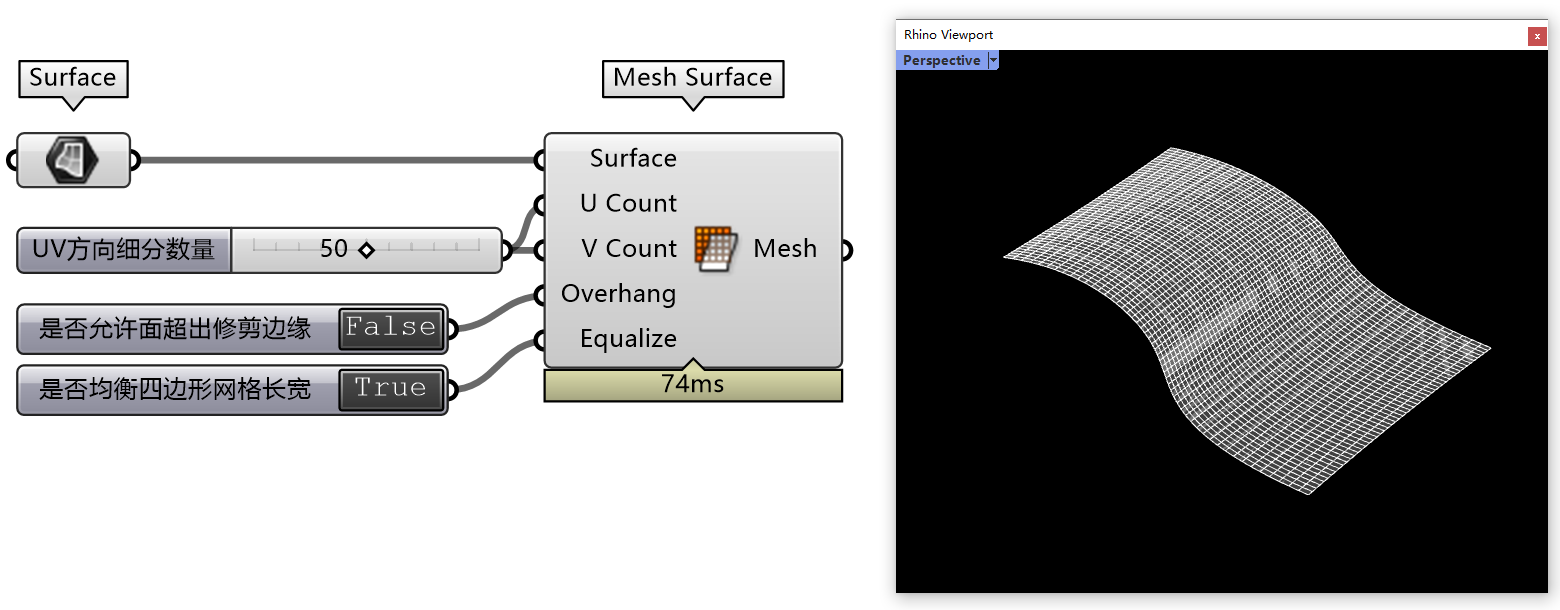 Surface
UV方向细分数量 50
是否允许面超出修剪边缘 False
是否均衡四边形网格长宽 True
Mesh Surface
Surface
U Count
V Count
Overhang
Equalize
Mesh
74ms
Rhino Viewport
x
Perspective